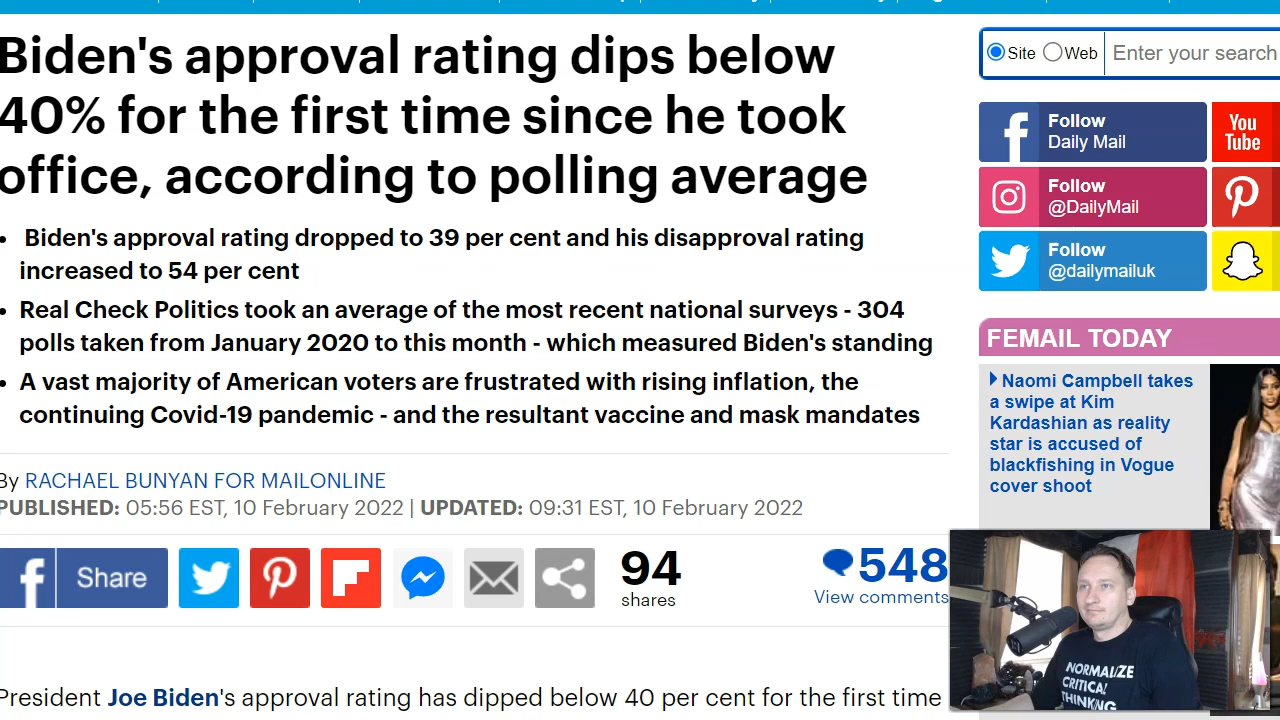 Biden's approval rating dips below
40% for the first time since he took
office, according to polling average
Biden's approval rating dropped to 39 per cent and his disapproval rating
increased to 54 per cent
Real Check Politics took an average of the most recent national surveys - 304
polls taken from January 2020 to this month - which measured Biden's standing
A vast majority of American voters are frustrated with rising inflation, the
continuing Covid-19 pandemic - and the resultant vaccine and mask mandates
By RACHAEL BUNYAN FOR MAILONLINE
PUBLISHED: 05:56 EST, 10 February 2022 | UPDATED: 09:31 EST, 10 February 2022
Share
94
shares
548
View comments
President Joe Biden's approval rating has dipped below 40 per cent for the first time
Site Web Enter your search
Follow
Daily Mail
You
Tube
Follow
@DailyMail
Follow
@dailymailuk
FEMAIL TODAY
Naomi Campbell takes
a swipe at Kim
Kardashian as reality
star is accused of
blackfishing in Vogue
cover shoot
NORMALIZE
CRITICAL
THINKING